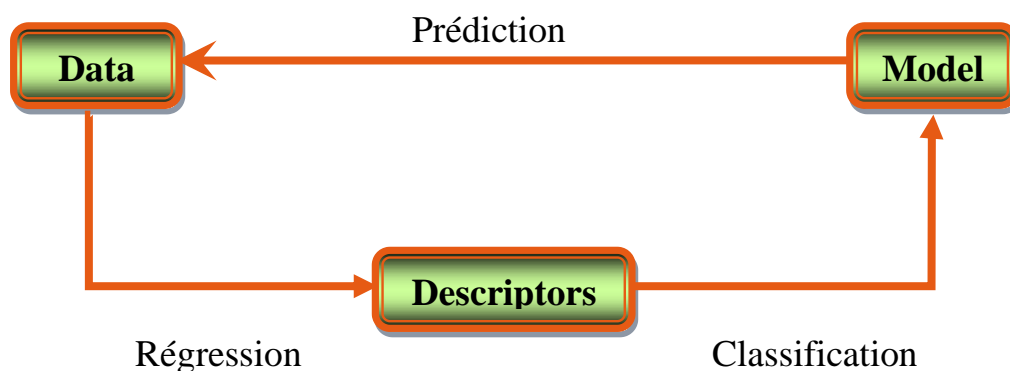 Prédiction
Data
Model
Descriptors
Régression
Classification